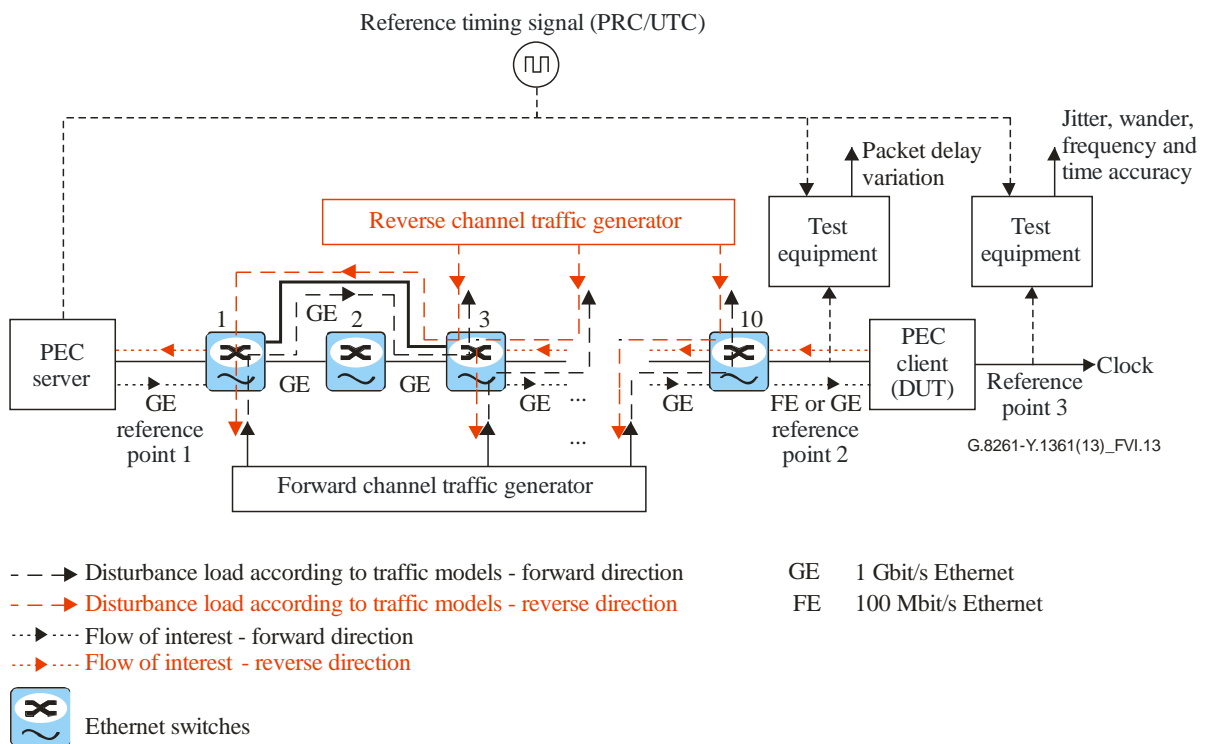 Reference timing signal (PRC/UTC)
Jitter, wander,
frequency and
time accuracy
Packet delay
variation
Reverse channel traffic generator
Test
equipment
Test
equipment
GE
1
2
3
10
PEC
server
PEC
client
(DUT)
Clock
GE
GE
GE
reference
point 1
GE
...
GE
...
FE or GE
reference
point 2
Reference
point 3
G.8261-Y.1361(13)_FVI.13
Forward channel traffic generator
Disturbance load according to traffic models - forward direction
Disturbance load according to traffic models - reverse direction
Flow of interest - forward direction
Flow of interest - reverse direction
GE 1 Gbit/s Ethernet
FE 100 Mbit/s Ethernet
Ethernet switches